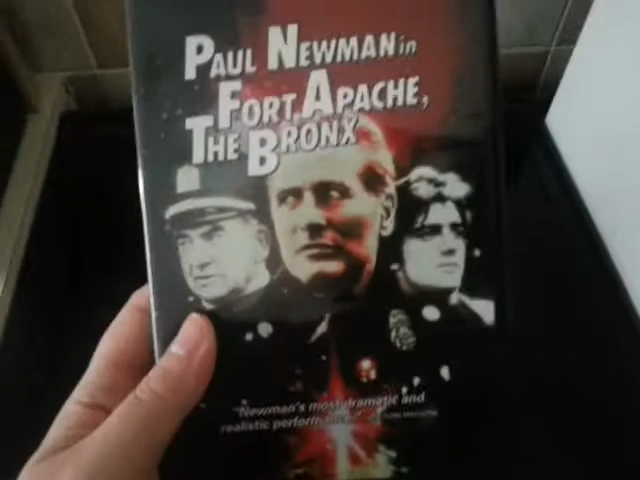 PAUL NEWMAN in
FORT APACHE,
THE BRONX
"Newman's most dramatic and
realistic performance"